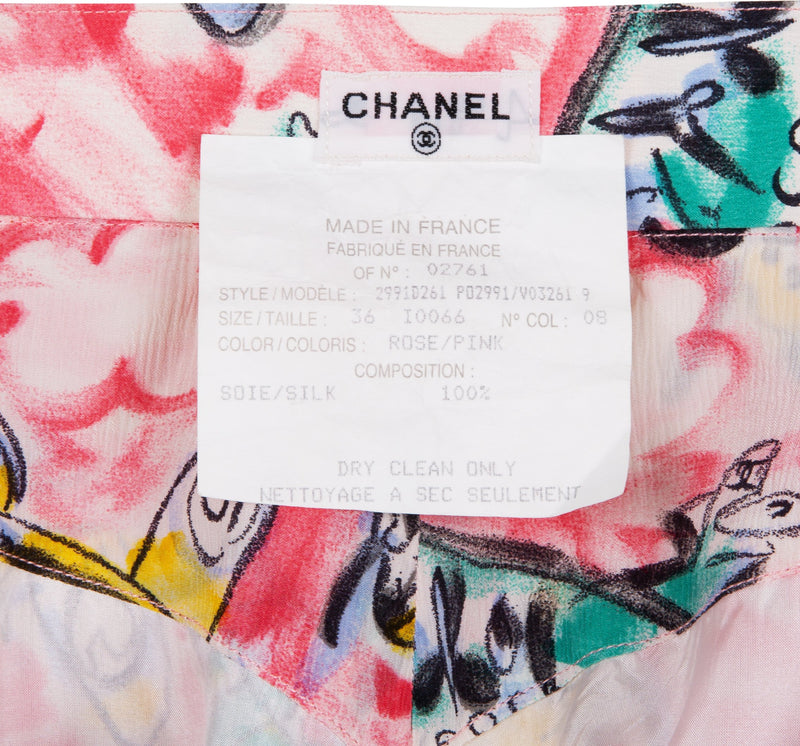 CHANEL
MADE IN FRANCE
FABRIQUÉ EN FRANCE
OF Nº : 02761
STYLE / MODÈLE : 2991D261 P02991/V03261 9
SIZE / TAILLE : 36 I0066 Nº COL : 08
COLOR / COLORIS : ROSE/PINK
COMPOSITION :
SOIE/SILK 100%
DRY CLEAN ONLY
NETTOYAGE A SEC SEULEMENT